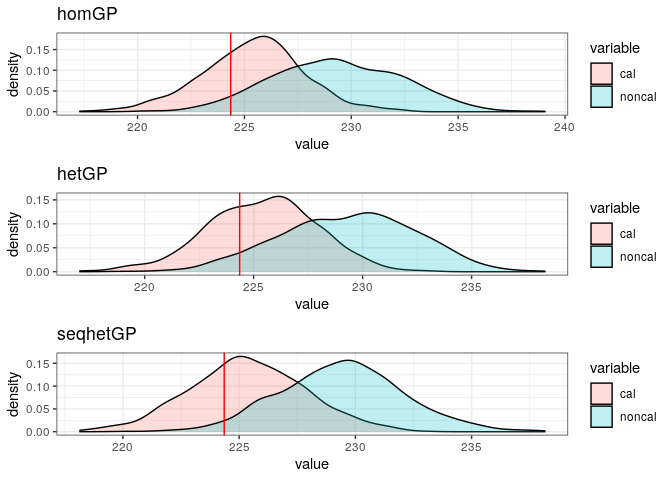 homGP
density
0.15
0.10
0.05
0.00
220 225 230 235 240
value
variable
cal
noncal
hetGP
density
0.15
0.10
0.05
0.00
220 225 230 235
value
variable
cal
noncal
seqhetGP
density
0.15
0.10
0.05
0.00
220 225 230 235
value
variable
cal
noncal